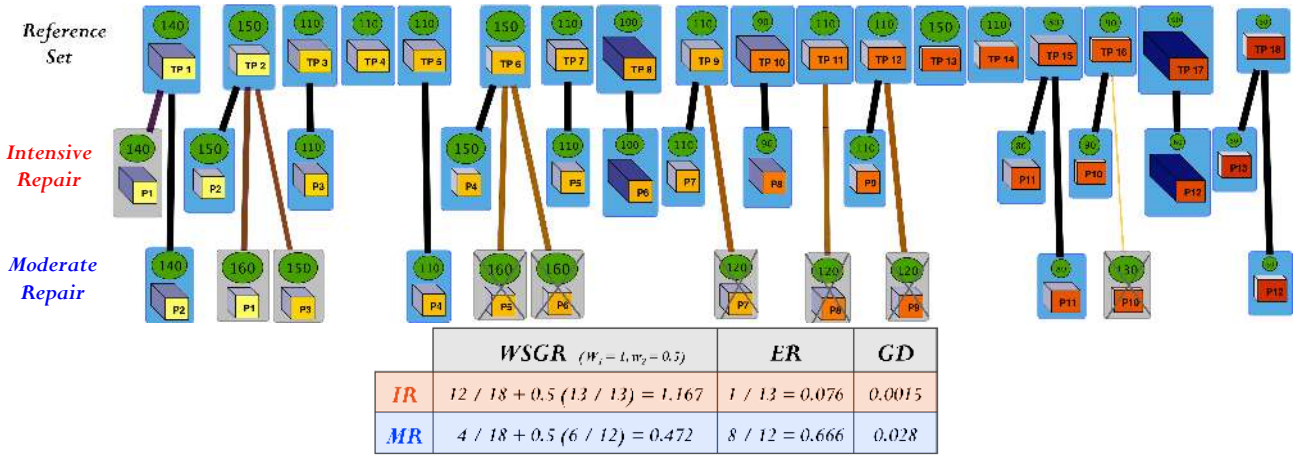 140 150 110 110 110 150 110 100 110 90 110 110 150 110 80 90 60 50
Reference
Set
TP 1 TP 2 TP 3 TP 4 TP 5 TP 6 TP 7 TP 8 TP 9 TP 10 TP 11 TP 12 TP 13 TP 14 TP 15 TP 16 TP 17 TP 18
140 150 110 150 110 100 110 90 110 80 90
Intensive
Repair
P1 P2 P3 P4 P5 P6 P7 P8 P9 P11 P10 P12 P13
140 160 150 110 160 160 120 120 120 80 130
Moderate
Repair
P2 P1 P3 P4 P5 P6 P7 P8 P9 P11 P10 P12
WSGR (W₁ = 1, w₂ = 0.5) ER GD
IR 12 / 18 + 0.5 (13 / 13) = 1.167 1 / 13 = 0.076 0.0015
MR 4 / 18 + 0.5 (6 / 12) = 0.472 8 / 12 = 0.666 0.028